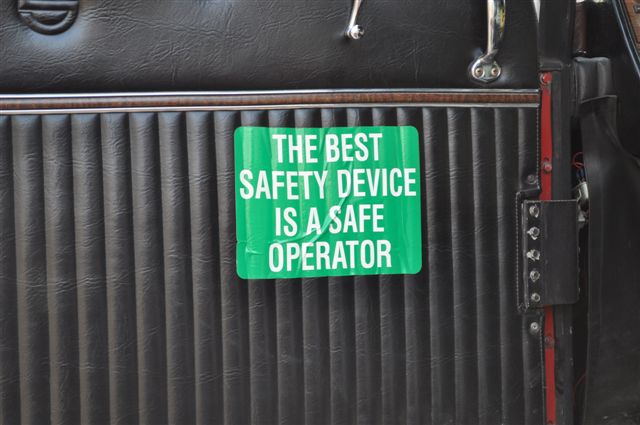 THE BEST
SAFETY DEVICE
IS A SAFE
OPERATOR